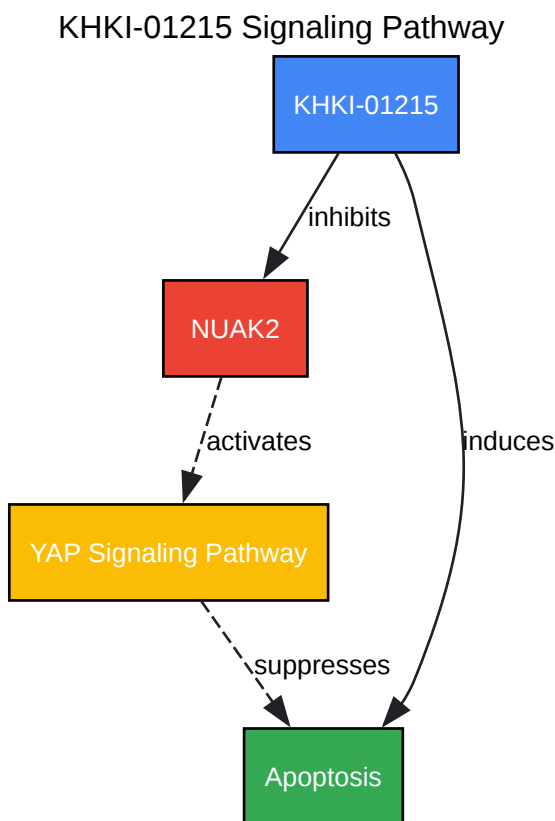 KHKI-01215 Signaling Pathway
KHKI-01215
inhibits
NUAK2
activates
induces
YAP Signaling Pathway
suppresses
Apoptosis